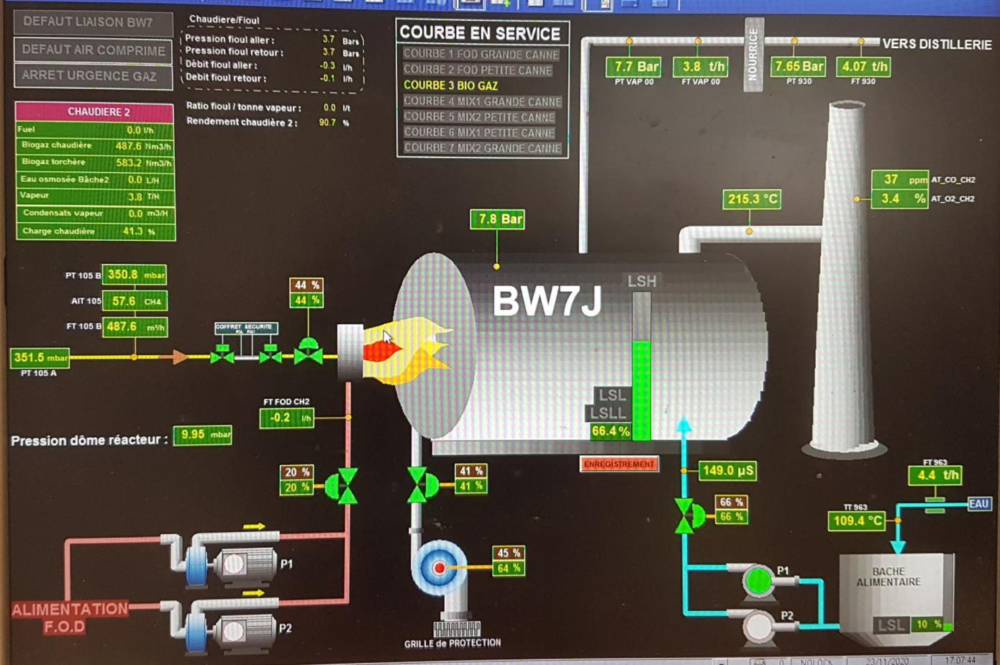 DEFAUT LIAISON BW7
DEFAUT AIR COMPRIME
ARRET URGENCE GAZ
Chaudiere/Fioul
Pression fioul aller : 3.7 Bars
Pression fioul retour : 3.7 Bars
Débit fioul aller : -0.3 l/h
Debit fioul retour : -0.1 l/h
Ratio fioul / tonne vapeur : 0.0 l/t
Rendement chaudière 2 : 90.7 %
COURBE EN SERVICE
COURBE 1 FOD GRANDE CANNE
COURBE 2 FOD PETITE CANNE
COURBE 3 BIO GAZ
COURBE 4 MIX1 GRANDE CANNE
COURBE 5 MIX2 PETITE CANNE
COURBE 6 MIX1 PETITE CANNE
COURBE 7 MIX2 GRANDE CANNE
NOURRICE
VERS DISTILLERIE
7.7 Bar
PT VAP 00
3.8 t/h
FT VAP 00
7.65 Bar
PT 930
4.07 t/h
FT 930
CHAUDIERE 2
Fuel 0.0 l/h
Biogaz chaudière 487.6 Nm3/h
Biogaz torchère 583.2 Nm3/h
Eau osmosée Bâche2 0.0 L/H
Vapeur 3.8 T/H
Condensats vapeur 0.0 m3/H
Charge chaudière 41.3 %
37 ppm AT_CO_CH2
3.4 % AT_O2_CH2
215.3 °C
7.8 Bar
PT 105 B 350.8 mbar
AIT 105 57.6 CH4
FT 105 B 487.6 m³/h
351.5 mbar
PT 105 A
COFFRET SECURITE
44 %
44 %
BW7J
LSH
LSL
LSLL
66.4 %
ENREGISTREMENT
FT FOD CH2
-0.2 l/h
Pression dôme réacteur : 9.95 mbar
20 %
20 %
41 %
41 %
149.0 µS
66 %
66 %
FT 963
4.4 t/h
EAU
TT 963
109.4 °C
45 %
64 %
P1
P2
ALIMENTATION
F.O.D
GRILLE de PROTECTION
P1
P2
BACHE
ALIMENTAIRE
LSL 10 %
0 NDLOCK 23/11/2020 17:07:44